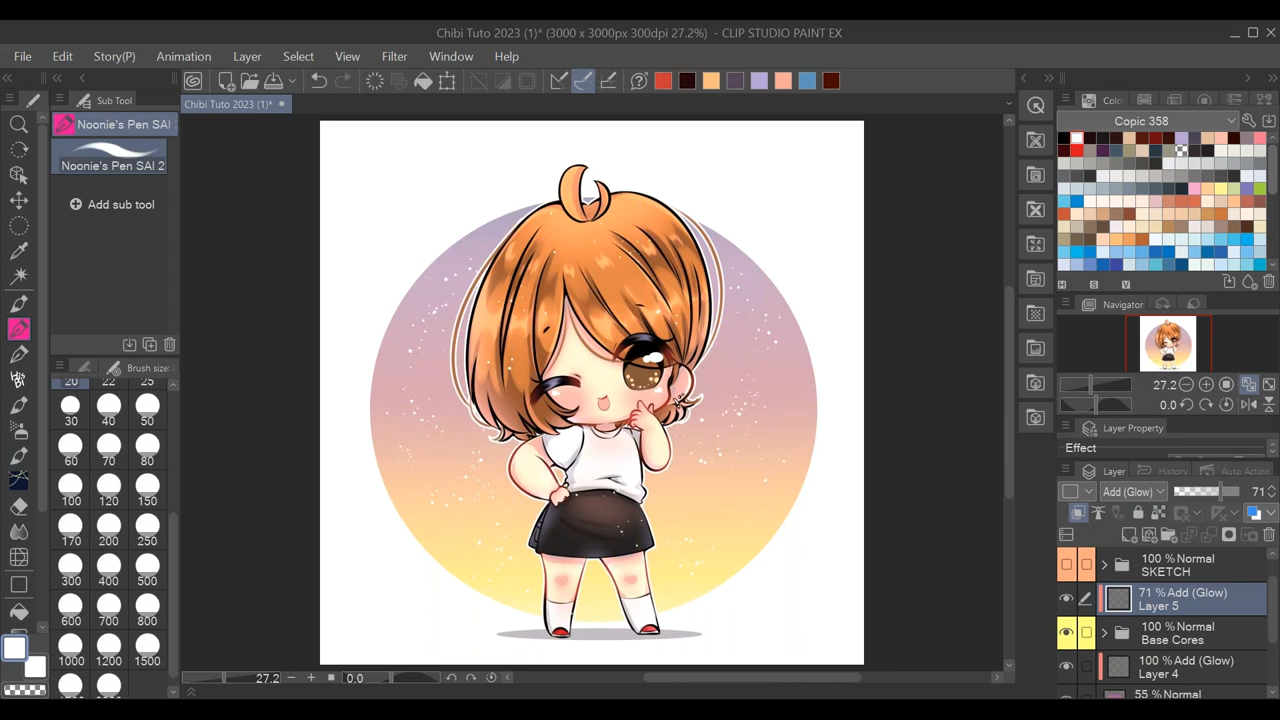 Chibi Tuto 2023 (1)* (3000 x 3000px 300dpi 27.2%) - CLIP STUDIO PAINT EX
File Edit Story(P) Animation Layer Select View Filter Window Help
Sub Tool
Chibi Tuto 2023 (1)*
Noonie's Pen SAI
Noonie's Pen SAI 2
Add sub tool
Brush size:
20 22 25
30 40 50
60 70 80
100 120 150
170 200 250
300 400 500
600 700 800
1000 1200 1500
27.2 0.0
Colo
Copic 358
H S V
Navigator
27.2
0.0
Layer Property
Effect
Layer History Auto Action
Add (Glow) 71
100 % Normal
SKETCH
71 % Add (Glow)
Layer 5
100 % Normal
Base Cores
100 % Add (Glow)
Layer 4
55 % Normal